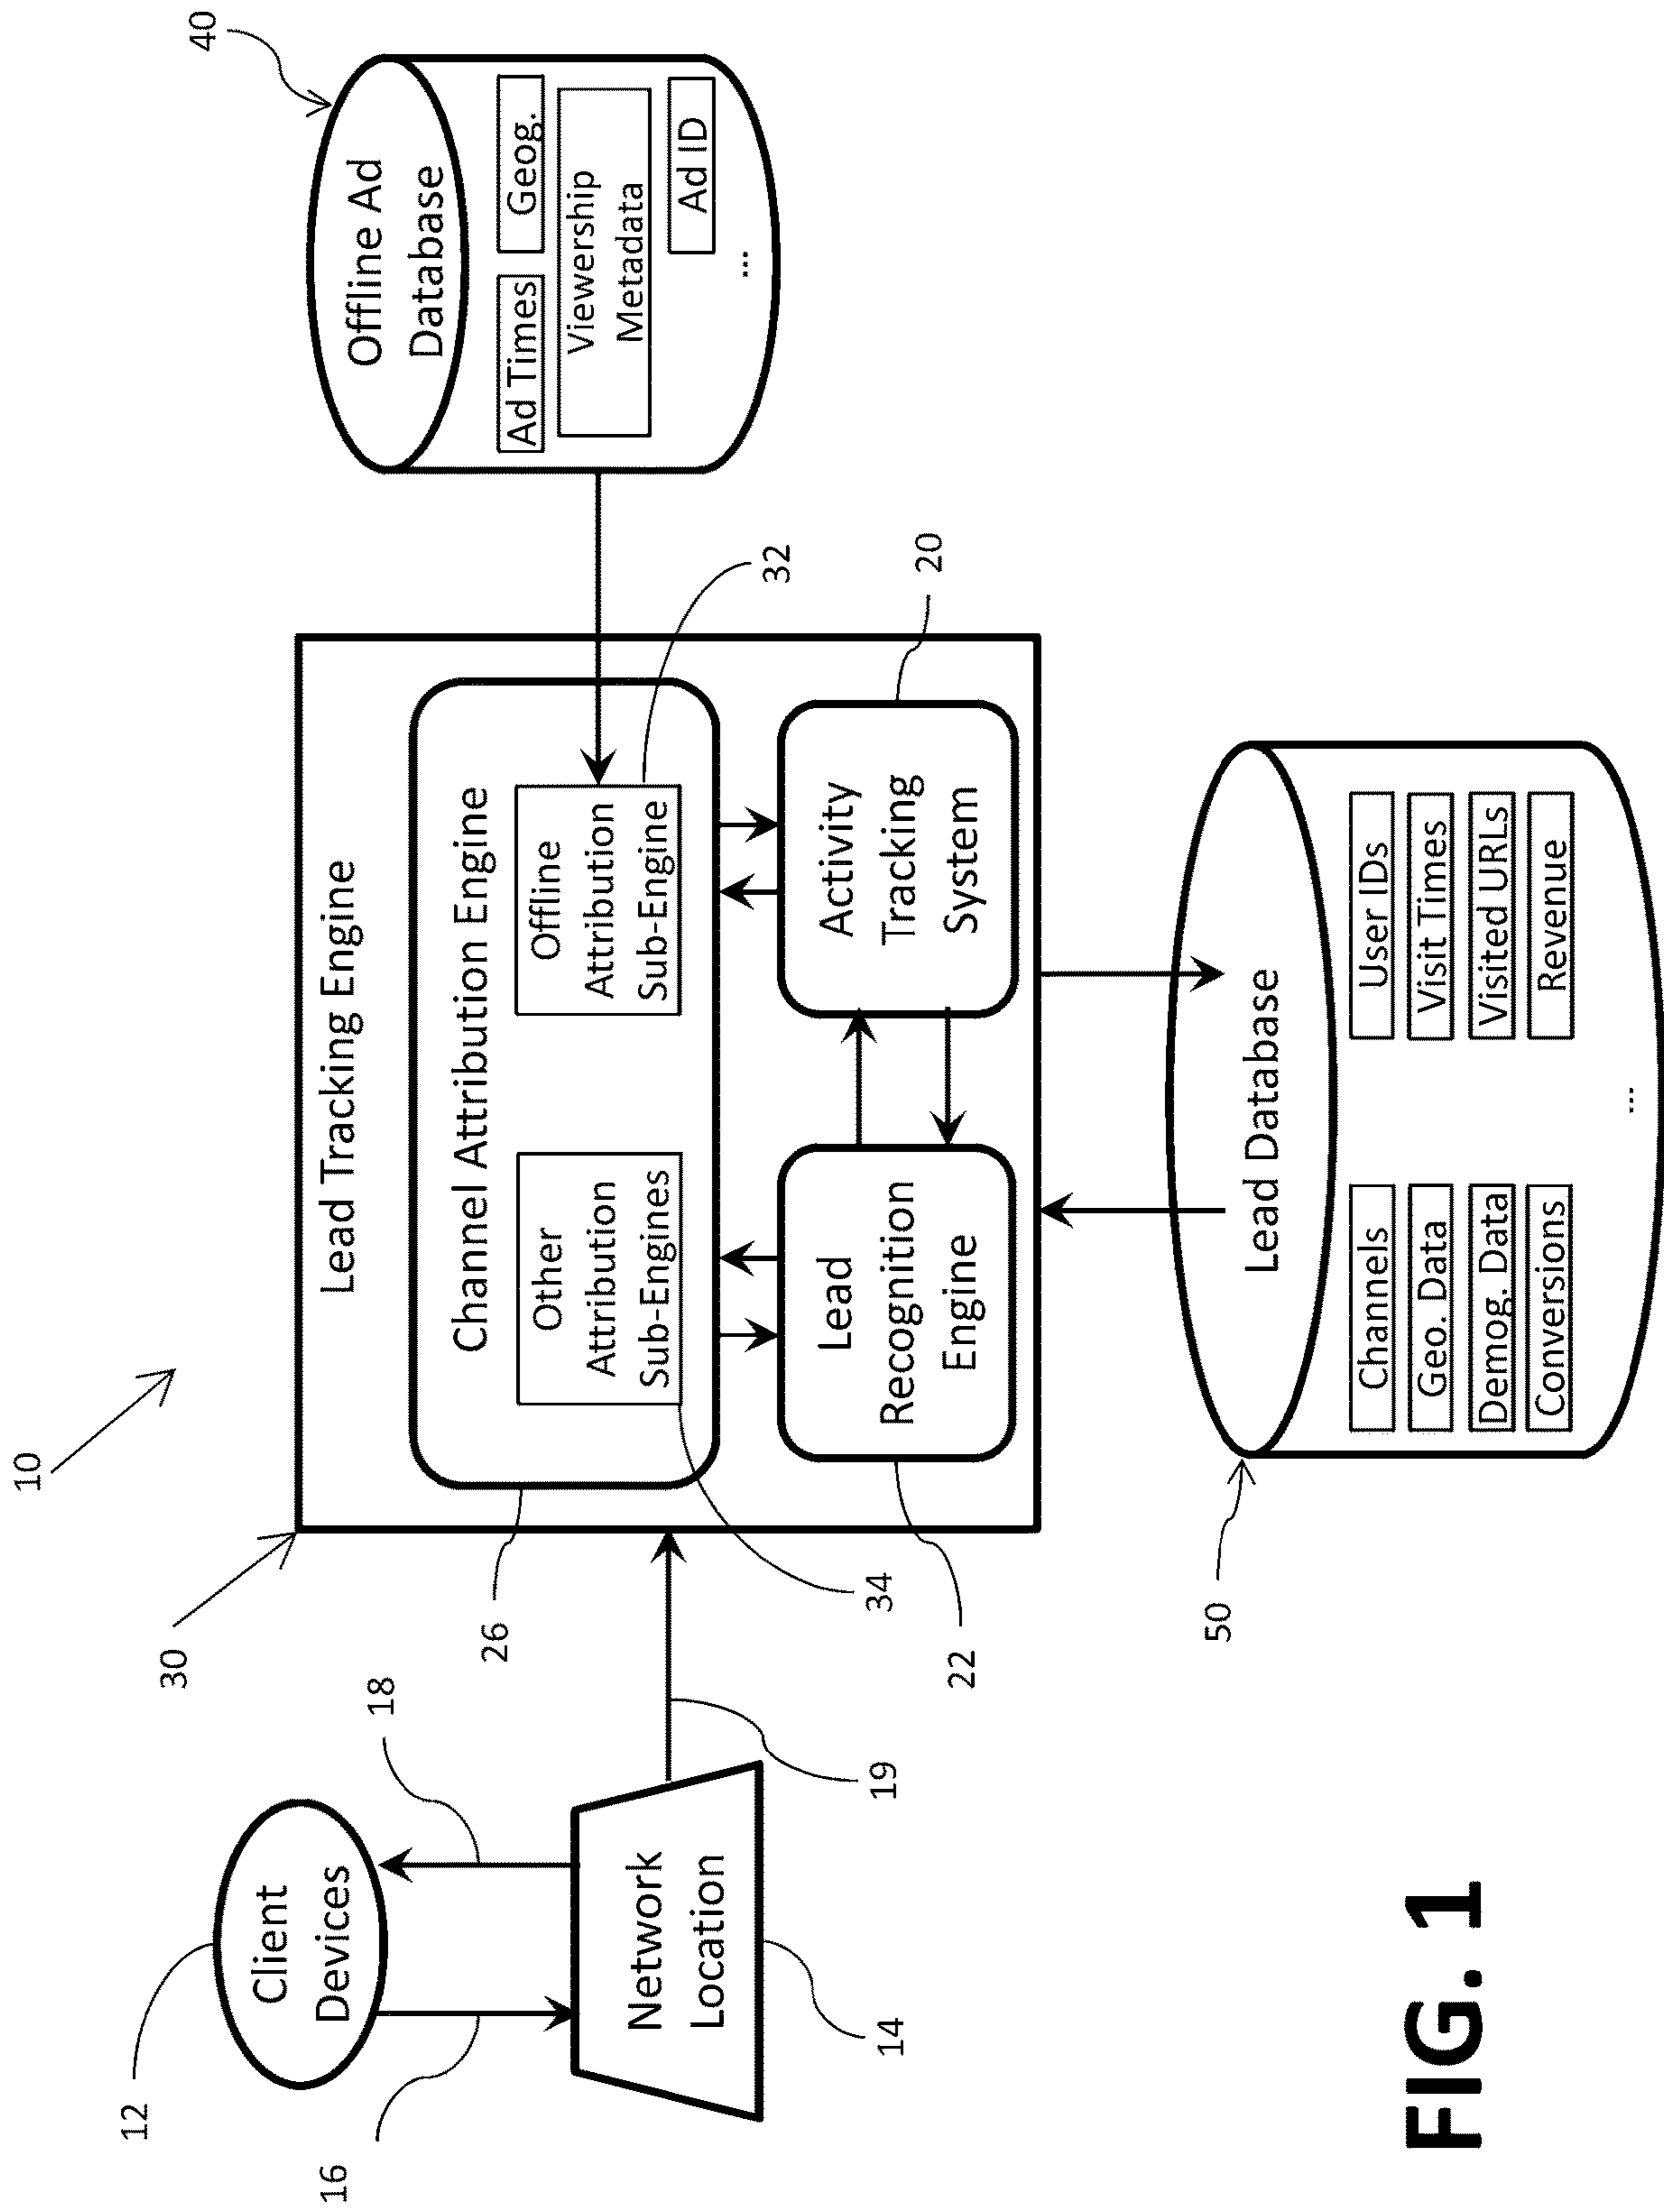 10
30
12
Client
Devices
16
18
Network
Location
14
19
Lead Tracking Engine
Channel Attribution Engine
26
Other
Attribution
Sub-Engines
34
Offline
Attribution
Sub-Engine
32
Lead
Recognition
Engine
22
Activity
Tracking
System
20
40
Offline Ad
Database
Ad Times
Geog.
Viewership
Metadata
Ad ID
...
50
Lead Database
Channels
User IDs
Geo. Data
Visit Times
Demog. Data
Visited URLs
Conversions
Revenue
...
FIG. 1